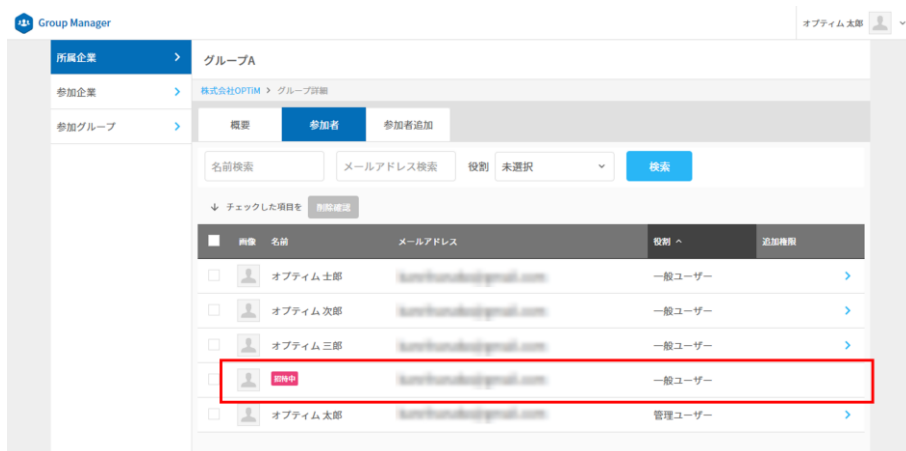 Group Manager
オプティム 太郎
所属企業
参加企業
参加グループ
グループA
株式会社OPTiM > グループ詳細
概要 参加者 参加者追加
名前検索 メールアドレス検索 役割 未選択 検索
↓ チェックした項目を 削除確認
画像 名前 メールアドレス 役割 追加権限
オプティム 士郎 一般ユーザー
オプティム 次郎 一般ユーザー
オプティム 三郎 一般ユーザー
招待中 一般ユーザー
オプティム 太郎 管理ユーザー